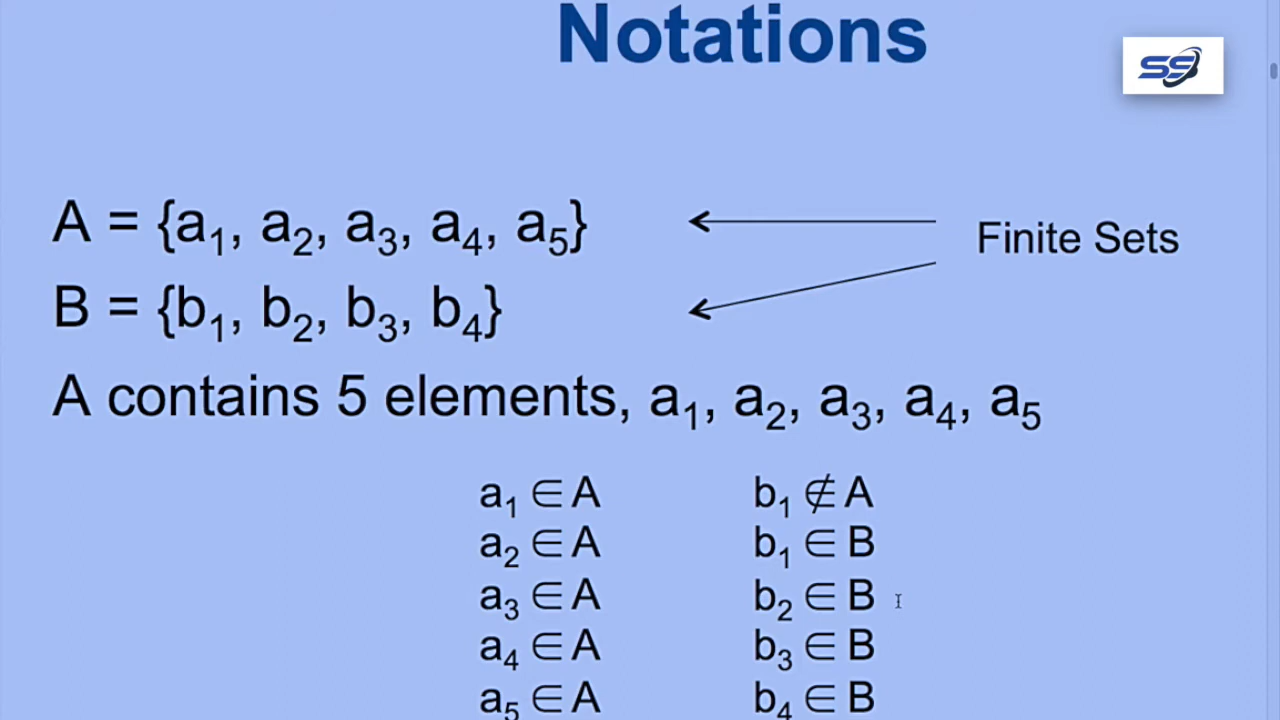 Notations
SS
A = {a₁, a₂, a₃, a₄, a₅}
Finite Sets
B = {b₁, b₂, b₃, b₄}
A contains 5 elements, a₁, a₂, a₃, a₄, a₅
a₁ ∈ A b₁ ∉ A
a₂ ∈ A b₁ ∈ B
a₃ ∈ A b₂ ∈ B
a₄ ∈ A b₃ ∈ B
a₅ ∈ A b₄ ∈ B